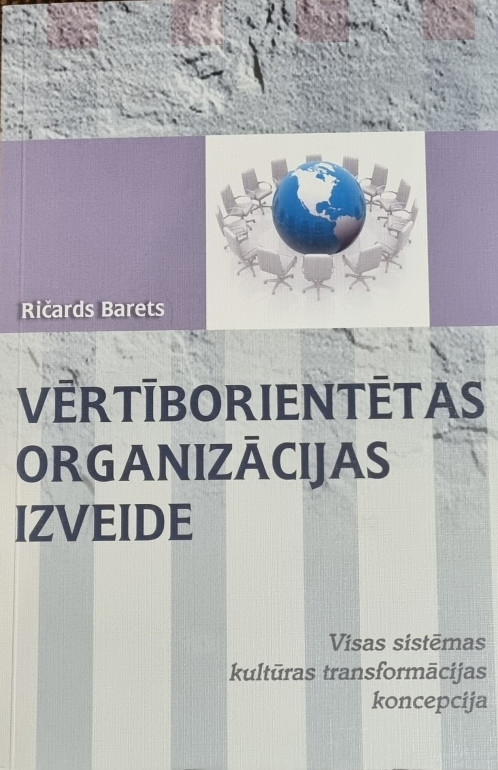 Ričards Barets
VĒRTĪBORIENTĒTAS
ORGANIZĀCIJAS
IZVEIDE
Visas sistēmas
kultūras transformācijas
koncepcija